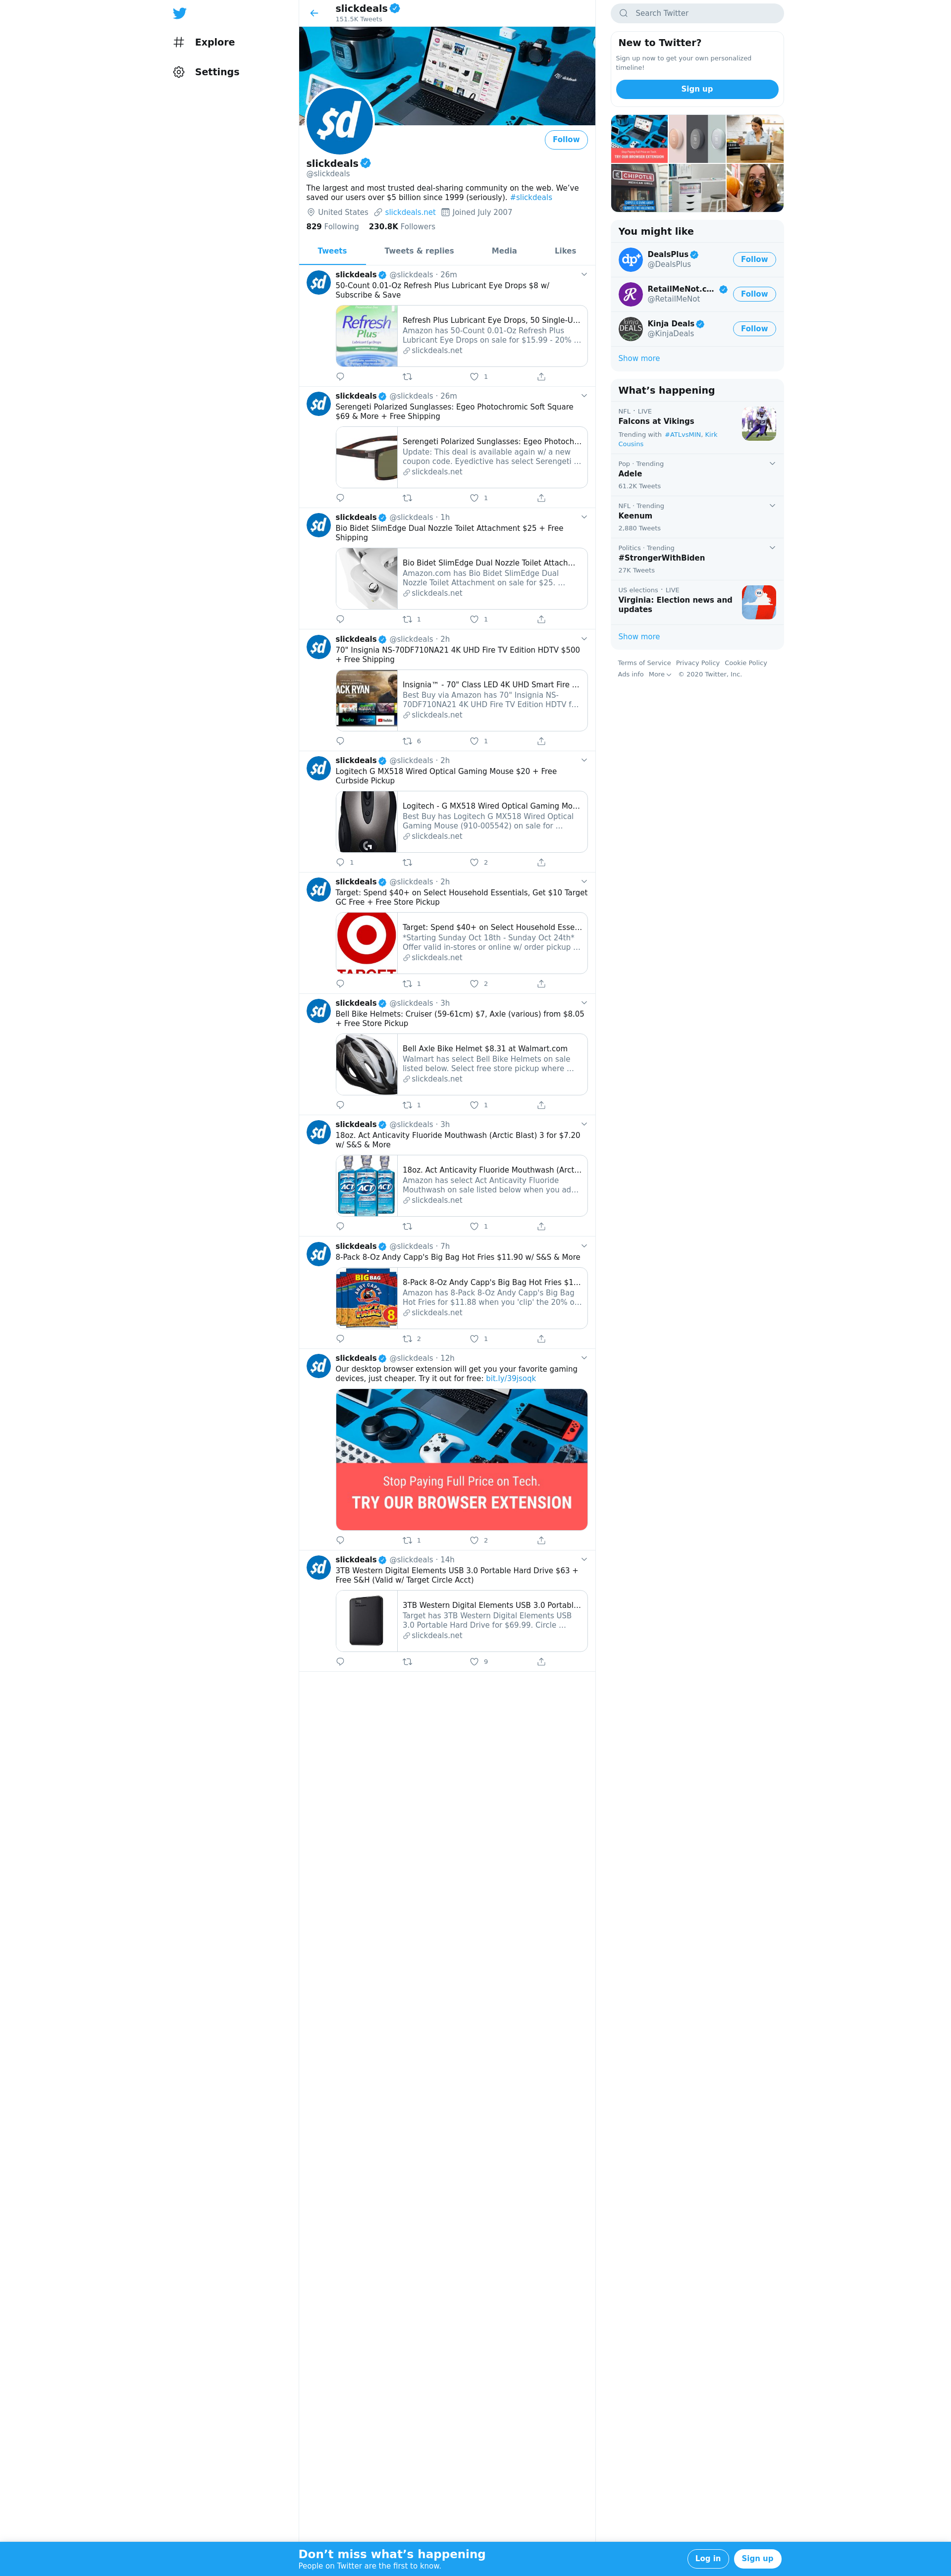 Explore
Settings
slickdeals
151.5K Tweets
Follow
slickdeals
@slickdeals
The largest and most trusted deal-sharing community on the web. We’ve
saved our users over $5 billion since 1999 (seriously). #slickdeals
United States slickdeals.net Joined July 2007
829 Following 230.8K Followers
Tweets Tweets & replies Media Likes
slickdeals @slickdeals · 26m
50-Count 0.01-Oz Refresh Plus Lubricant Eye Drops $8 w/
Subscribe & Save
Refresh Plus
Refresh Plus Lubricant Eye Drops, 50 Single-U...
Amazon has 50-Count 0.01-Oz Refresh Plus
Lubricant Eye Drops on sale for $15.99 - 20% ...
slickdeals.net
1
slickdeals @slickdeals · 26m
Serengeti Polarized Sunglasses: Egeo Photochromic Soft Square
$69 & More + Free Shipping
Serengeti Polarized Sunglasses: Egeo Photoch...
Update: This deal is available again w/ a new
coupon code. Eyedictive has select Serengeti ...
slickdeals.net
1
slickdeals @slickdeals · 1h
Bio Bidet SlimEdge Dual Nozzle Toilet Attachment $25 + Free
Shipping
Bio Bidet SlimEdge Dual Nozzle Toilet Attach...
Amazon.com has Bio Bidet SlimEdge Dual
Nozzle Toilet Attachment on sale for $25. ...
slickdeals.net
1 1
slickdeals @slickdeals · 2h
70" Insignia NS-70DF710NA21 4K UHD Fire TV Edition HDTV $500
+ Free Shipping
ACK RYAN
hulu
YouTube
Insignia™ - 70" Class LED 4K UHD Smart Fire ...
Best Buy via Amazon has 70" Insignia NS-
70DF710NA21 4K UHD Fire TV Edition HDTV f...
slickdeals.net
6 1
slickdeals @slickdeals · 2h
Logitech G MX518 Wired Optical Gaming Mouse $20 + Free
Curbside Pickup
Logitech - G MX518 Wired Optical Gaming Mo...
Best Buy has Logitech G MX518 Wired Optical
Gaming Mouse (910-005542) on sale for ...
slickdeals.net
1 2
slickdeals @slickdeals · 2h
Target: Spend $40+ on Select Household Essentials, Get $10 Target
GC Free + Free Store Pickup
TARGET
Target: Spend $40+ on Select Household Esse...
*Starting Sunday Oct 18th - Sunday Oct 24th*
Offer valid in-stores or online w/ order pickup ...
slickdeals.net
1 2
slickdeals @slickdeals · 3h
Bell Bike Helmets: Cruiser (59-61cm) $7, Axle (various) from $8.05
+ Free Store Pickup
Bell Axle Bike Helmet $8.31 at Walmart.com
Walmart has select Bell Bike Helmets on sale
listed below. Select free store pickup where ...
slickdeals.net
1 1
slickdeals @slickdeals · 3h
18oz. Act Anticavity Fluoride Mouthwash (Arctic Blast) 3 for $7.20
w/ S&S & More
ACT
18oz. Act Anticavity Fluoride Mouthwash (Arct...
Amazon has select Act Anticavity Fluoride
Mouthwash on sale listed below when you ad...
slickdeals.net
1
slickdeals @slickdeals · 7h
8-Pack 8-Oz Andy Capp's Big Bag Hot Fries $11.90 w/ S&S & More
BIG BAG
ANDY CAPP'S
8
8-Pack 8-Oz Andy Capp's Big Bag Hot Fries $1...
Amazon has 8-Pack 8-Oz Andy Capp's Big Bag
Hot Fries for $11.88 when you 'clip' the 20% o...
slickdeals.net
2 1
slickdeals @slickdeals · 12h
Our desktop browser extension will get you your favorite gaming
devices, just cheaper. Try it out for free: bit.ly/39jsoqk
Stop Paying Full Price on Tech.
TRY OUR BROWSER EXTENSION
1 2
slickdeals @slickdeals · 14h
3TB Western Digital Elements USB 3.0 Portable Hard Drive $63 +
Free S&H (Valid w/ Target Circle Acct)
3TB Western Digital Elements USB 3.0 Portabl...
Target has 3TB Western Digital Elements USB
3.0 Portable Hard Drive for $69.99. Circle ...
slickdeals.net
9
Search Twitter
New to Twitter?
Sign up now to get your own personalized
timeline!
Sign up
TRY OUR BROWSER EXTENSION
CHIPOTLE
You might like
DealsPlus
@DealsPlus
Follow
RetailMeNot.c...
@RetailMeNot
Follow
Kinja Deals
@KinjaDeals
Follow
Show more
What’s happening
NFL · LIVE
Falcons at Vikings
Trending with #ATLvsMIN, Kirk
Cousins
Pop · Trending
Adele
61.2K Tweets
NFL · Trending
Keenum
2,880 Tweets
Politics · Trending
#StrongerWithBiden
27K Tweets
US elections · LIVE
Virginia: Election news and
updates
Show more
Terms of Service Privacy Policy Cookie Policy
Ads info More © 2020 Twitter, Inc.
Don’t miss what’s happening
People on Twitter are the first to know.
Log in
Sign up